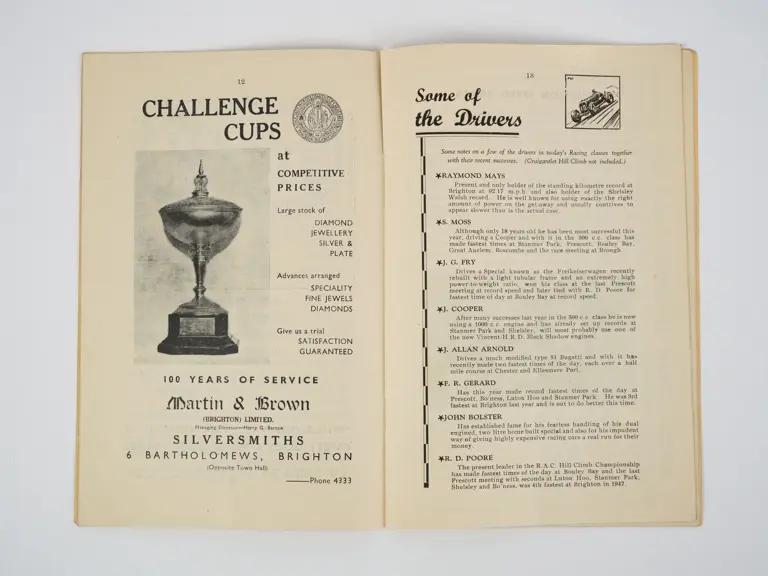 12
CHALLENGE
CUPS
at
COMPETITIVE
PRICES
Large stock of
DIAMOND
JEWELLERY
SILVER &
PLATE
Advances arranged
SPECIALITY
FINE JEWELS
DIAMONDS
Give us a trial
SATISFACTION
GUARANTEED
100 YEARS OF SERVICE
Martin & Brown
(BRIGHTON) LIMITED.
Managing Director—Harry G. Barton
SILVERSMITHS
6 BARTHOLOMEWS, BRIGHTON
(Opposite Town Hall)
——Phone 4333
13
Some of
the Drivers
Some notes on a few of the drivers in to-day's Racing classes together
with their recent successes. (Craigantlet Hill Climb not included.)
★RAYMOND MAYS
Present and only holder of the standing kilometre record at
Brighton at 92.17 m.p.h. and also holder of the Shelsley
Walsh record. He is well known for using exactly the right
amount of power on the get-away and usually contrives to
appear slower than is the actual case.
★S. MOSS
Although only 18 years old he has been most successful this
year, driving a Cooper and with it in the 500 c.c. class has
made fastest times at Stanmer Park, Prescott, Bouley Bay,
Great Auclum, Boscombe and the race meeting at Brough.
★J. G. FRY
Drives a Special known as the Freikaiserwagen recently
rebuilt with a light tubular frame and an extremely high
power-to-weight ratio, won his class at the last Prescott
meeting at record speed and later tied with R. D. Poore for
fastest time of day at Bouley Bay at record speed.
★J. COOPER
After many successes last year in the 500 c.c. class he is now
using a 1000 c.c. engine and has already set up records at
Stanmer Park and Shelsley, will most probably use one of
the new Vincent H.R.D. Black Shadow engines.
★J. ALLAN ARNOLD
Drives a much modified type 51 Bugatti and with it has
recently made two fastest times of the day, each over a half
mile course at Chester and Ellesmere Port.
★F. R. GERARD
Has this year made record fastest times of the day at
Prescott, Bo'ness, Luton Hoo and Stanmer Park. He was 3rd
fastest at Brighton last year and is out to do better this time.
★JOHN BOLSTER
Has established fame for his fearless handling of his dual
engined, two litre home built special and also for his impudent
way of giving highly expensive racing cars a real run for their
money.
★R. D. POORE
The present leader in the R.A.C. Hill Climb Championship
has made fastest times of the day at Bouley Bay and the last
Prescott meeting with seconds at Luton Hoo, Stanmer Park,
Shelsley and Bo'ness, was 4th fastest at Brighton in 1947.